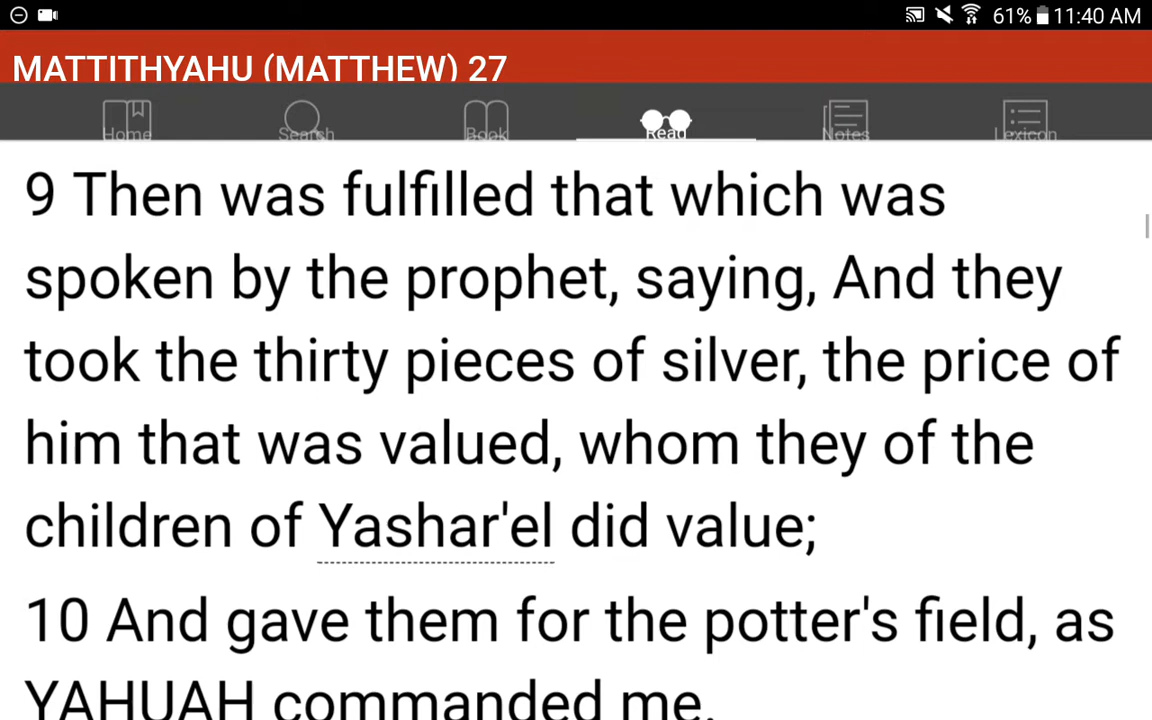 61% 11:40 AM
MATTITHYAHU (MATTHEW) 27
Home Search Book Read Notes Lexicon
9 Then was fulfilled that which was
spoken by the prophet, saying, And they
took the thirty pieces of silver, the price of
him that was valued, whom they of the
children of Yashar'el did value;
10 And gave them for the potter's field, as
YAHUAH commanded me.